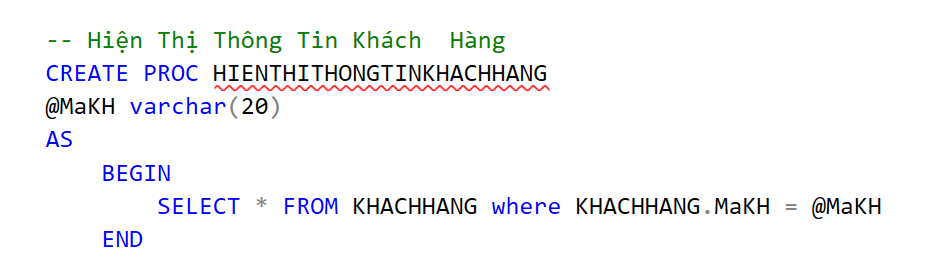 -- Hiện Thị Thông Tin Khách  Hàng
CREATE PROC HIENTHITHONGTINKHACHHANG
@MaKH varchar(20)
AS
    BEGIN
        SELECT * FROM KHACHHANG where KHACHHANG.MaKH = @MaKH
    END